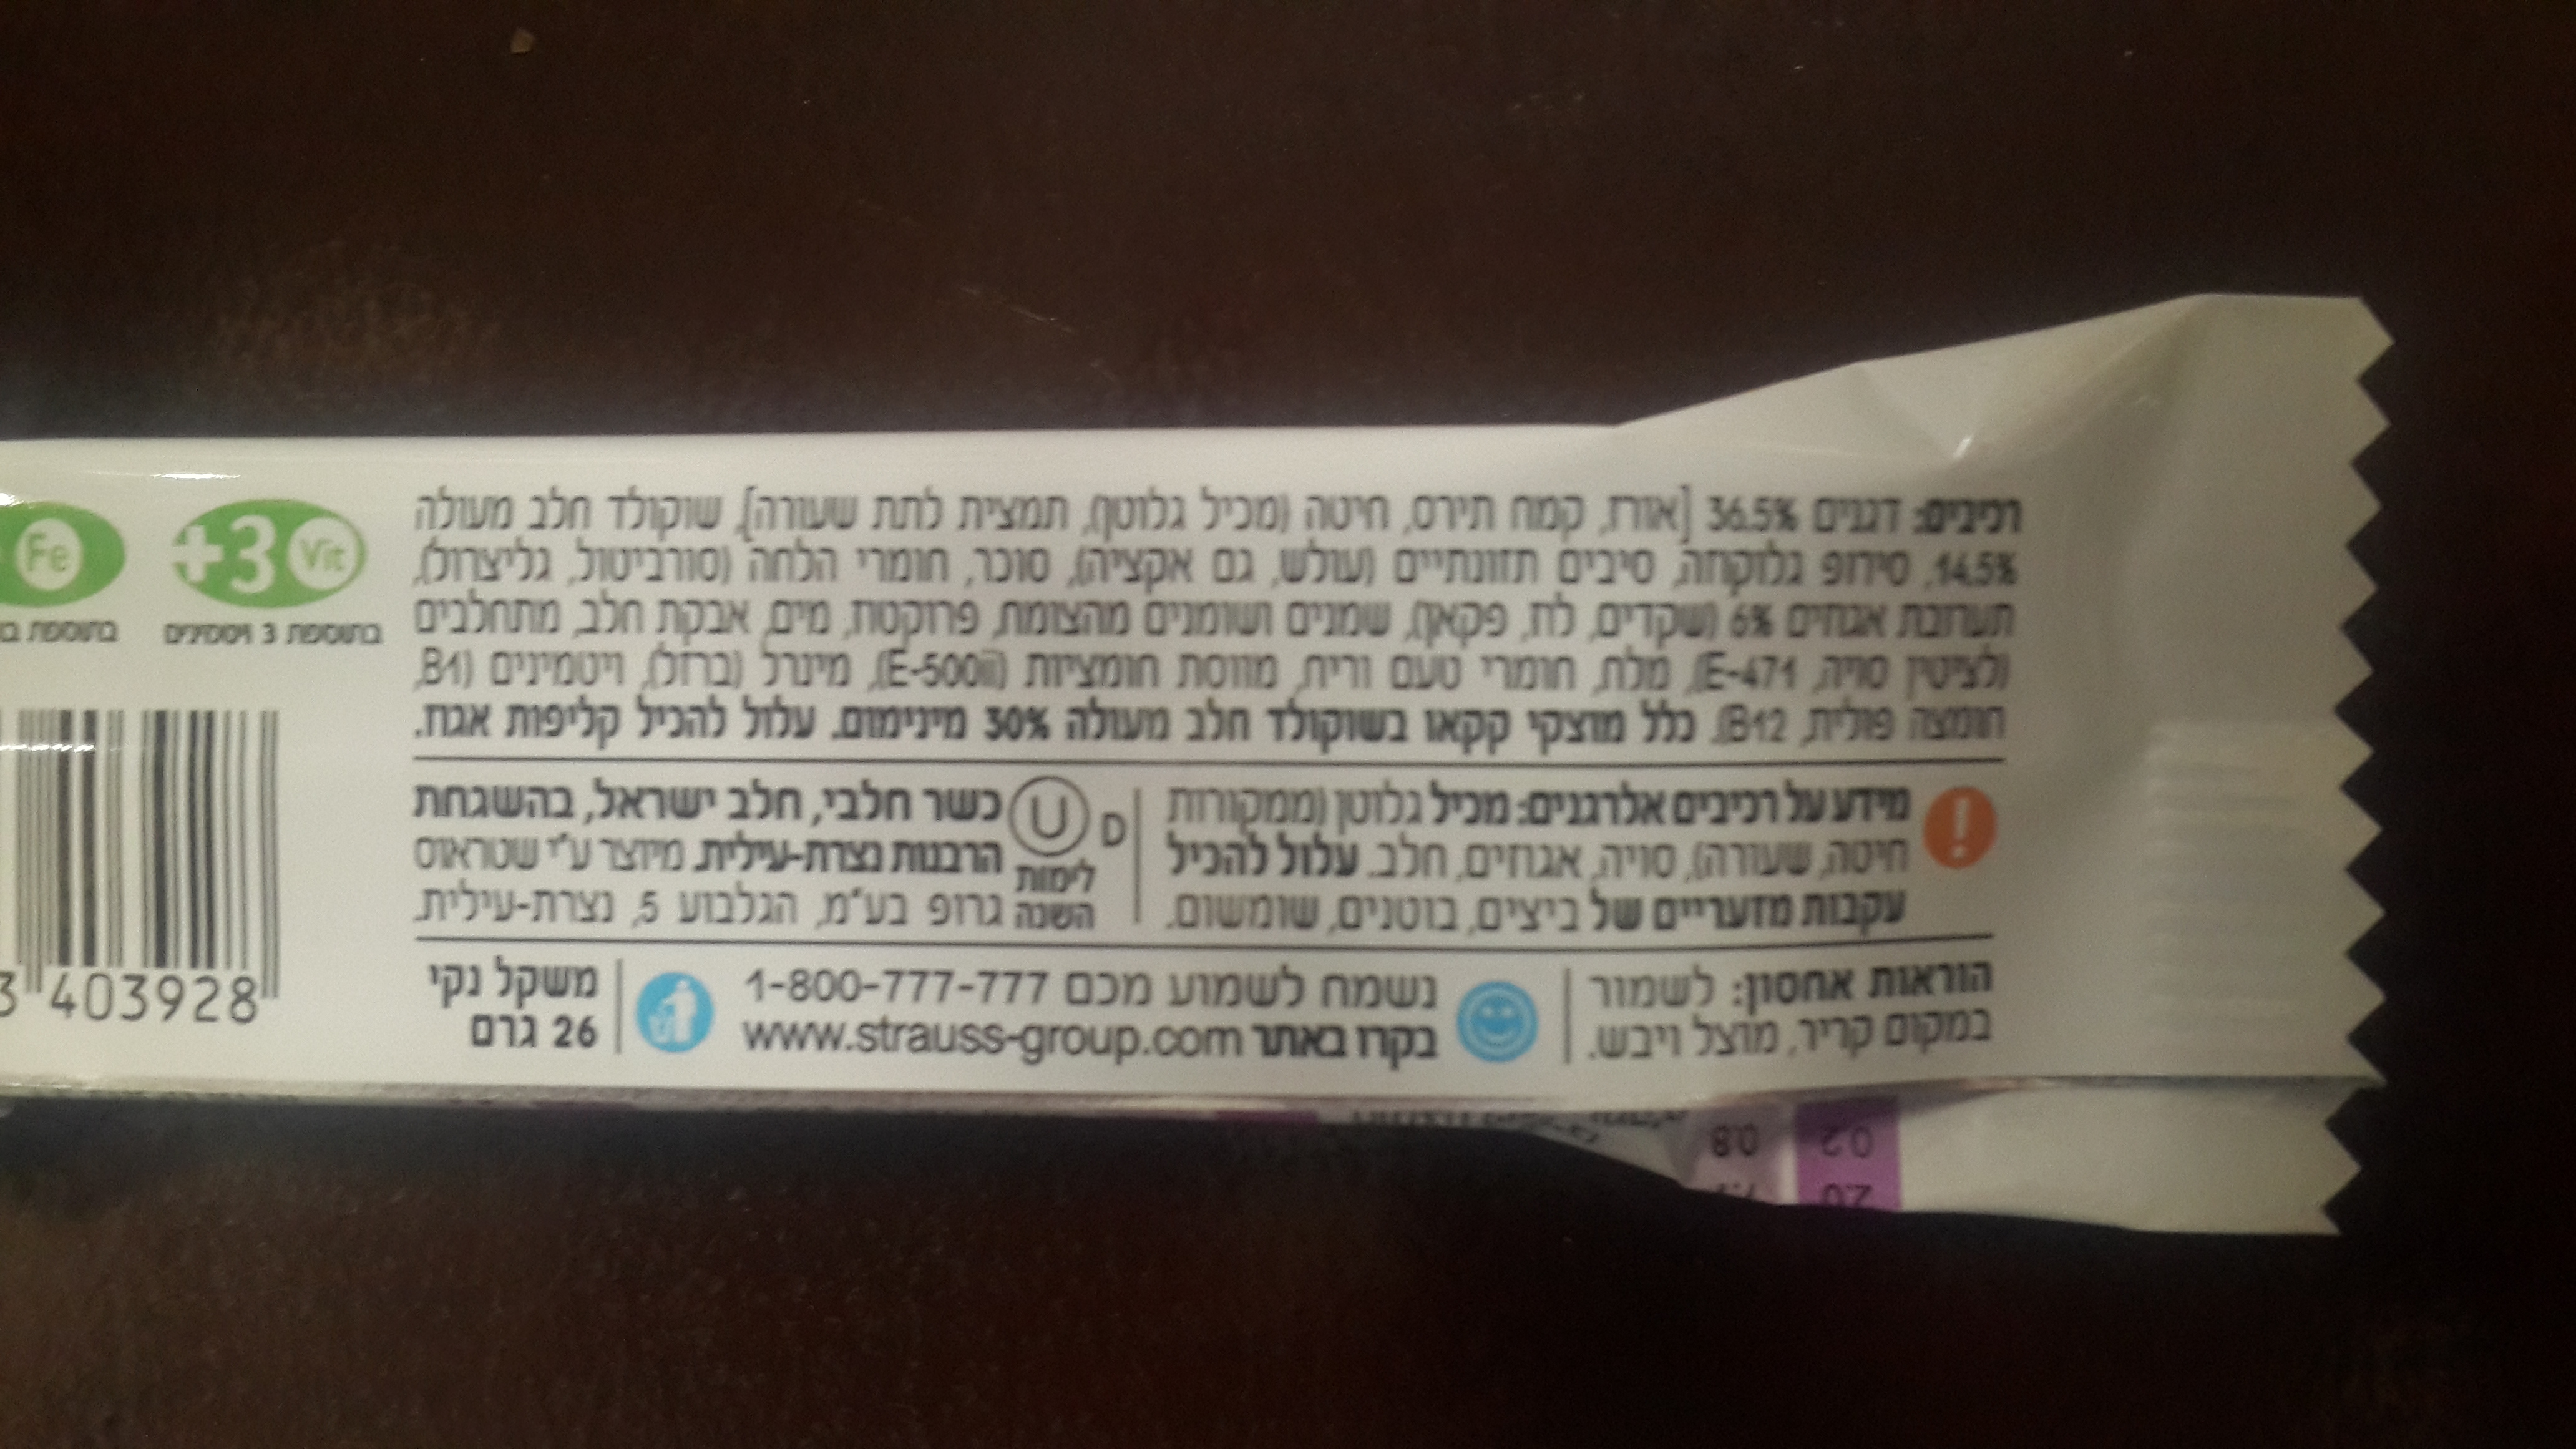 רכיבים: דגנים 36.5% [אורז, קמח תירס, חיטה (מכיל גלוטן), תמצית לתת שעורה], שוקולד חלב מעולה
14.5%, סירופ גלוקוזה, סיבים תזונתיים (עולש, גם אקציה), סוכר, חומרי הלחה (סורביטול, גליצרול),
תערובת אגוזים 6% (שקדים, לוז, פקאן), שמנים ושומנים מהצומח, פרוקטוז, מים, אבקת חלב, מתחלבים
(לציטין סויה, E-471), מלח, חומרי טעם וריח, מווסת חומציות (E-500ii), מינרל (ברזל), ויטמינים (B1,
חומצה פולית, B12). כלל מוצקי קקאו בשוקולד חלב מעולה 30% מינימום. עלול להכיל קליפות אגוז.
מידע על רכיבים אלרגנים: מכיל גלוטן (ממקורות
חיטה, שעורה), סויה, אגוזים, חלב. עלול להכיל
עקבות מזעריים של ביצים, בוטנים, שומשום.
U D
לימות
השנה
כשר חלבי, חלב ישראל, בהשגחת
הרבנות נצרת-עילית. מיוצר ע"י שטראוס
גרופ בע"מ, הגלבוע 5, נצרת-עילית.
הוראות אחסון: לשמור
במקום קריר, מוצל ויבש.
נשמח לשמוע מכם 1-800-777-777
בקרו באתר www.strauss-group.com
משקל נקי
26 גרם
+3 Vit
בתוספת 3 ויטמינים
Fe
בתוספת
3 403928
0.8 0.2
20